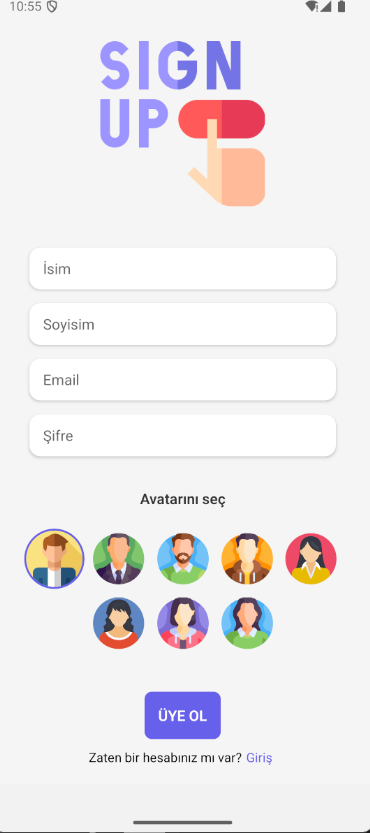 10:55
SIGN
UP
İsim
Soyisim
Email
Şifre
Avatarını seç
ÜYE OL
Zaten bir hesabınız mı var? Giriş